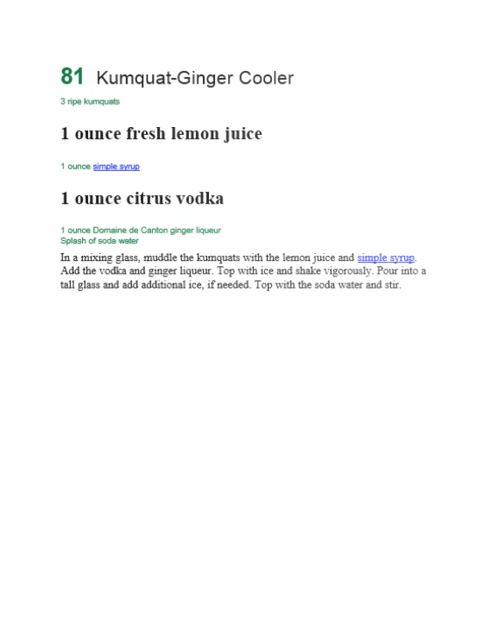 81 Kumquat-Ginger Cooler
3 ripe kumquats
1 ounce fresh lemon juice
1 ounce simple syrup
1 ounce citrus vodka
1 ounce Domaine de Canton ginger liqueur
Splash of soda water
In a mixing glass, muddle the kumquats with the lemon juice and simple syrup.
Add the vodka and ginger liqueur. Top with ice and shake vigorously. Pour into a
tall glass and add additional ice, if needed. Top with the soda water and stir.